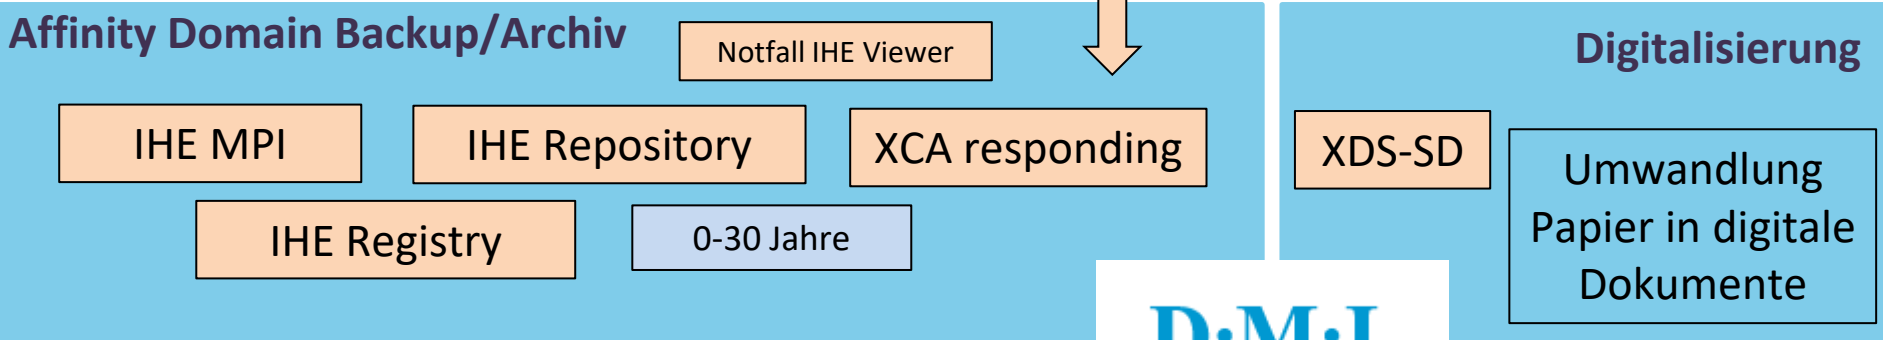 Affinity Domain Backup/Archiv
Notfall IHE Viewer
IHE MPI
IHE Repository
XCA responding
IHE Registry
0-30 Jahre
Digitalisierung
XDS-SD
Umwandlung
Papier in digitale
Dokumente
D·M·I